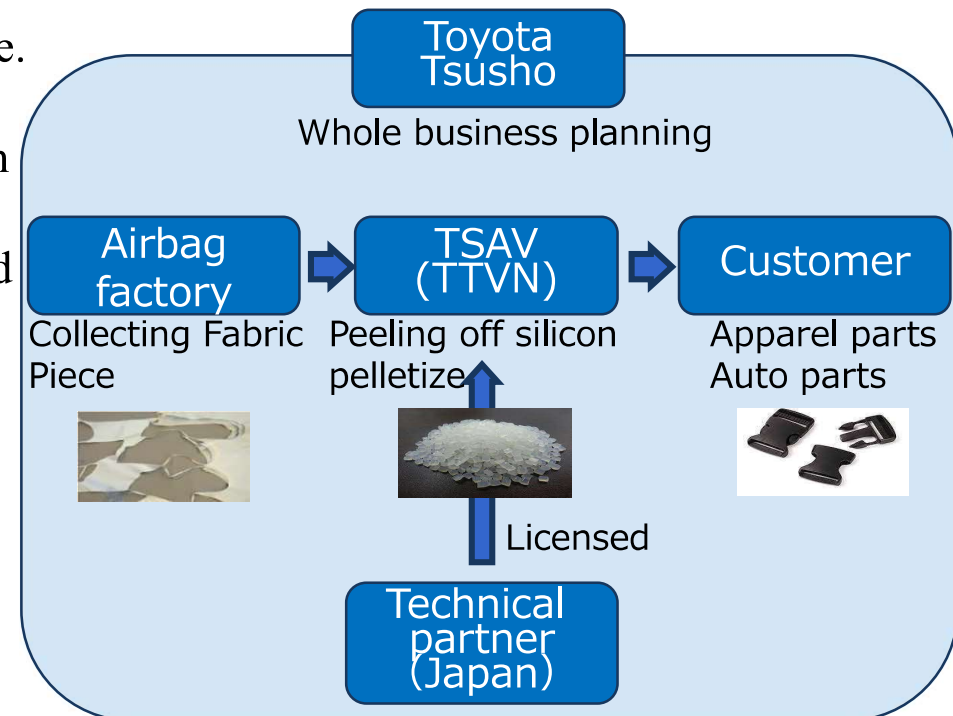 e.
n
d
Toyota
Tsusho
Whole business planning
Airbag
factory
Collecting Fabric
Piece
TSAV
(TTVN)
Peeling off silicon
pelletize
Customer
Apparel parts
Auto parts
Licensed
Technical
partner
(Japan)